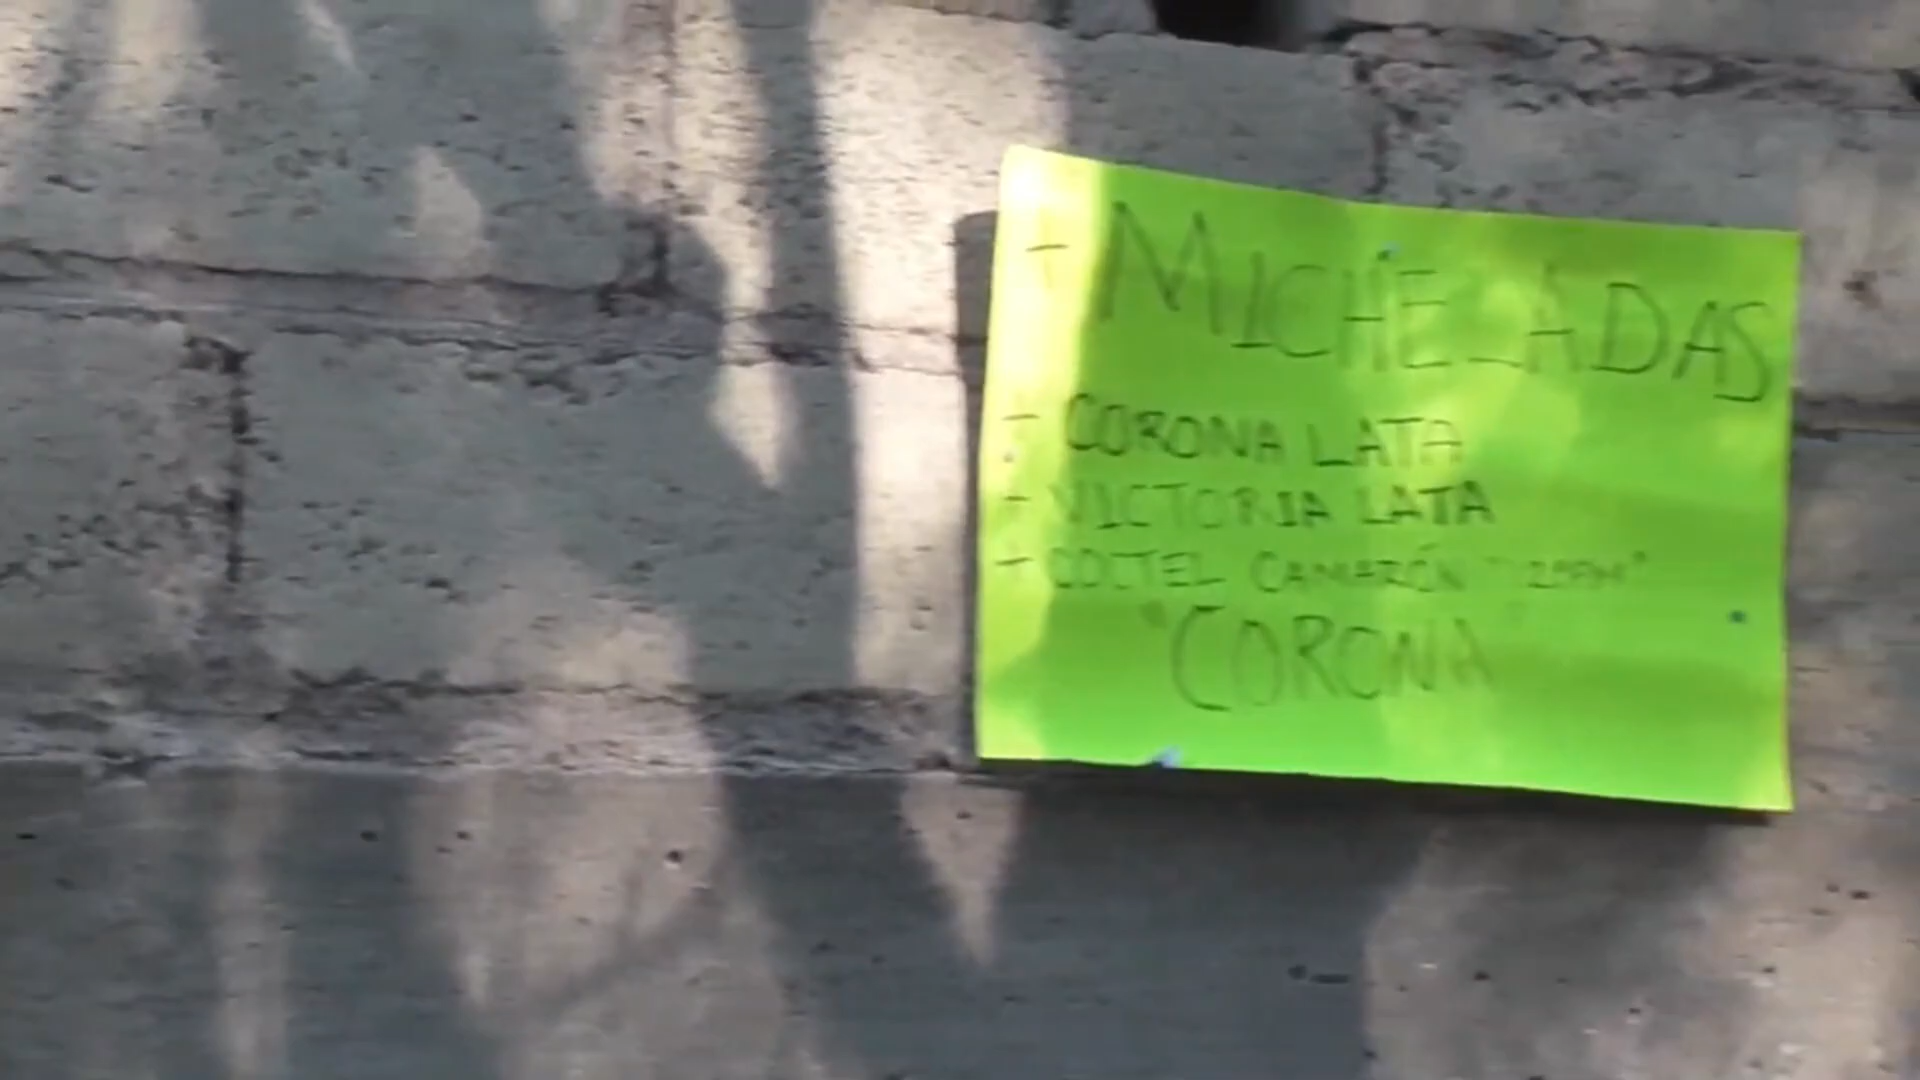 - MICHELADAS
- CORONA LATA
- VICTORIA LATA
- COCTEL CAMARÓN
"CORONA"